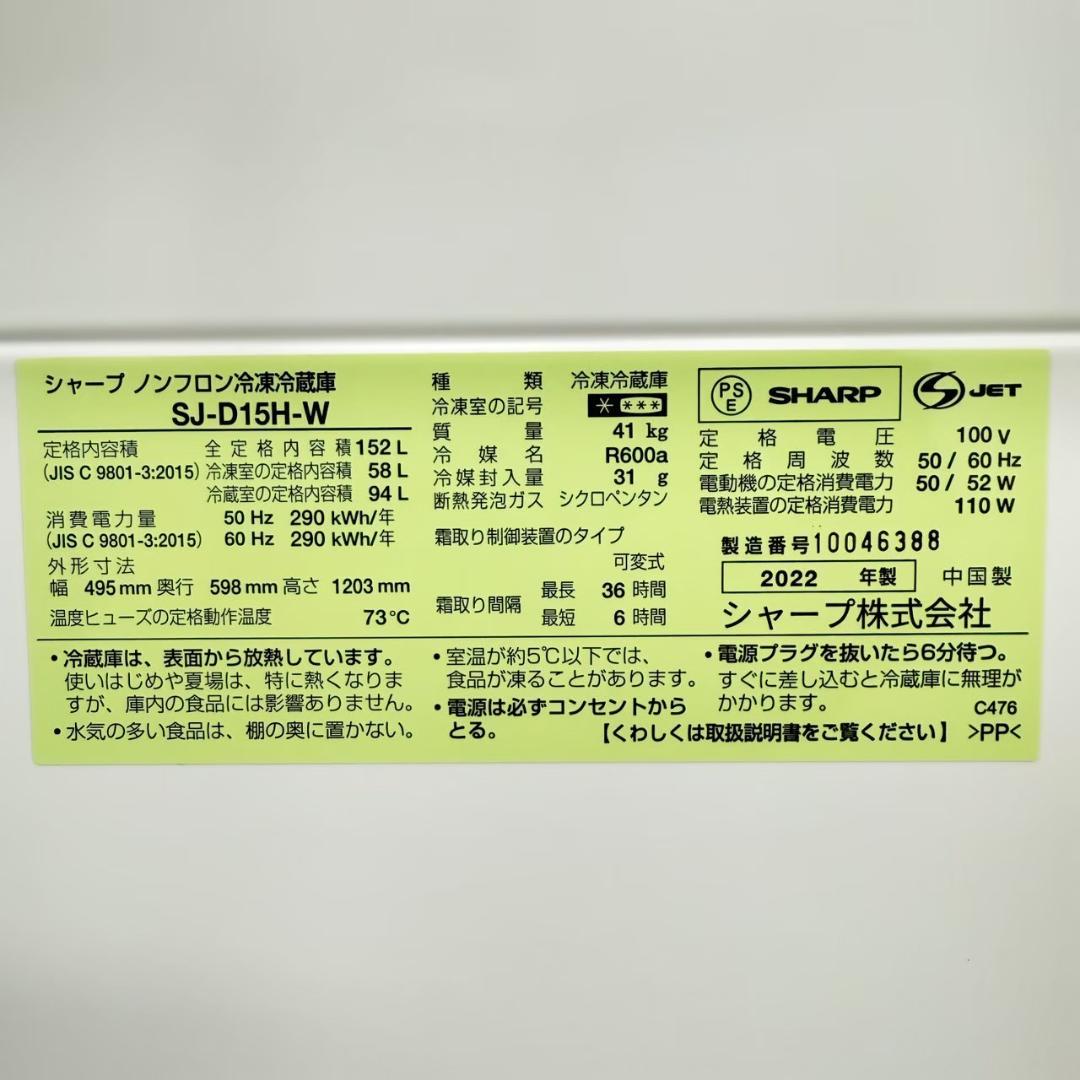 シャープ ノンフロン冷凍冷蔵庫
SJ-D15H-W
定格内容積 全定格内容積 152 L
(JIS C 9801-3:2015) 冷凍室の定格内容積 58 L
冷蔵室の定格内容積 94 L
消費電力量 50 Hz 290 kWh/年
(JIS C 9801-3:2015) 60 Hz 290 kWh/年
外形寸法
幅 495 mm 奥行 598 mm 高さ 1203 mm
温度ヒューズの定格動作温度 73℃
種類 冷凍冷蔵庫
冷凍室の記号 * ***
質量 41 kg
冷媒名 R600a
冷媒封入量 31 g
断熱発泡ガス シクロペンタン
霜取り制御装置のタイプ
可変式
霜取り間隔 最長 36 時間
最短 6 時間
PS E SHARP S JET
定格電圧 100 V
定格周波数 50 / 60 Hz
電動機の定格消費電力 50 / 52 W
電熱装置の定格消費電力 110 W
製造番号 10046388
2022 年製 中国製
シャープ株式会社
・冷蔵庫は、表面から放熱しています。
使いはじめや夏場は、特に熱くなりま
すが、庫内の食品には影響ありません。
・水気の多い食品は、棚の奥に置かない。
・室温が約5℃以下では、
食品が凍ることがあります。
・電源は必ずコンセントから
とる。
・電源プラグを抜いたら6分待つ。
すぐに差し込むと冷蔵庫に無理が
かかります。 C476
【くわしくは取扱説明書をご覧ください】 >PP<